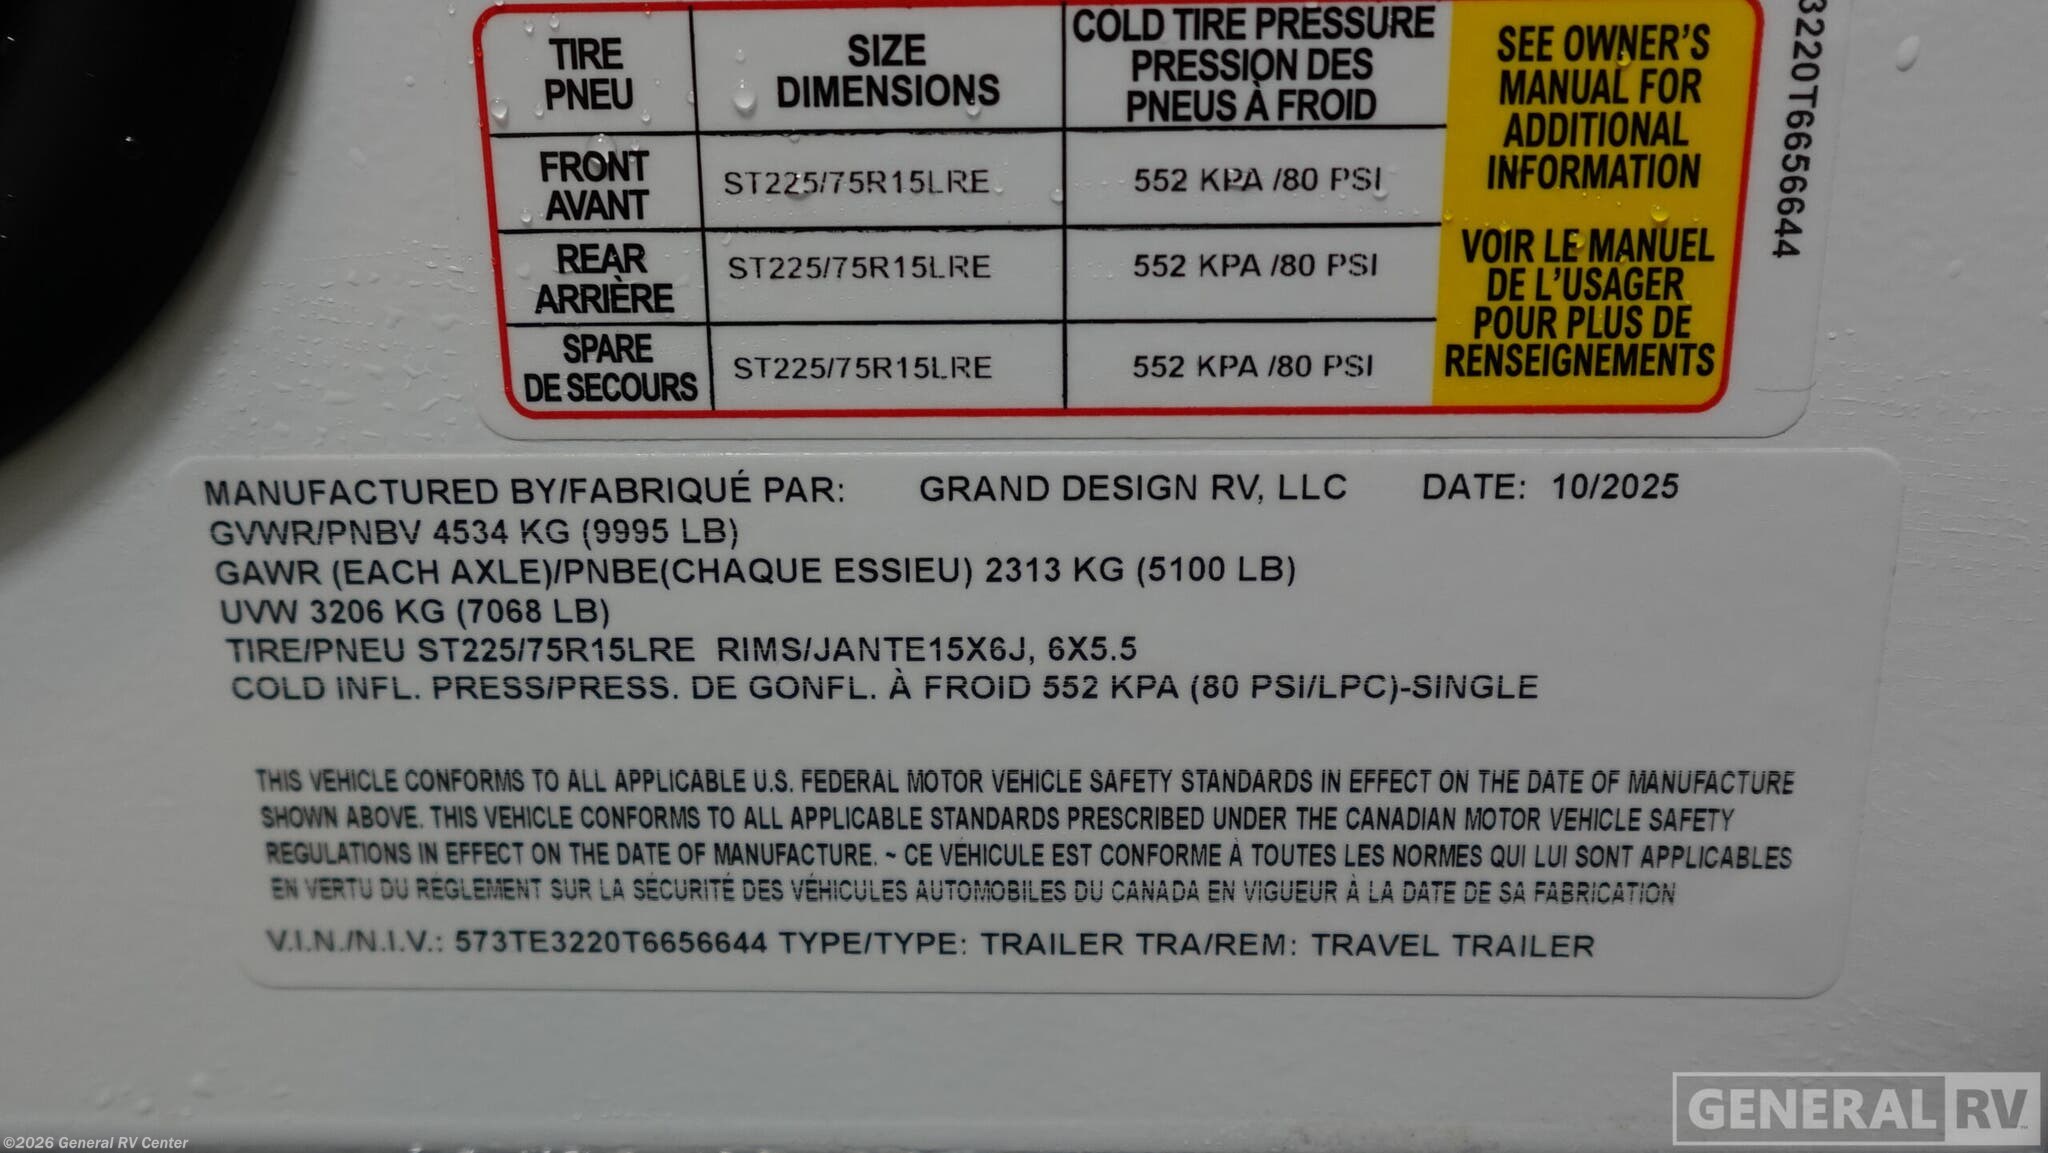 TIRE
PNEU
SIZE
DIMENSIONS
COLD TIRE PRESSURE
PRESSION DES
PNEUS À FROID
FRONT
AVANT
ST225/75R15LRE
552 KPA /80 PSI
REAR
ARRIÈRE
ST225/75R15LRE
552 KPA /80 PSI
SPARE
DE SECOURS
ST225/75R15LRE
552 KPA /80 PSI
SEE OWNER'S
MANUAL FOR
ADDITIONAL
INFORMATION
VOIR LE MANUEL
DE L'USAGER
POUR PLUS DE
RENSEIGNEMENTS
3220T6656644
MANUFACTURED BY/FABRIQUÉ PAR: GRAND DESIGN RV, LLC DATE: 10/2025
GVWR/PNBV 4534 KG (9995 LB)
GAWR (EACH AXLE)/PNBE(CHAQUE ESSIEU) 2313 KG (5100 LB)
UVW 3206 KG (7068 LB)
TIRE/PNEU ST225/75R15LRE RIMS/JANTE15X6J, 6X5.5
COLD INFL. PRESS/PRESS. DE GONFL. À FROID 552 KPA (80 PSI/LPC)-SINGLE
THIS VEHICLE CONFORMS TO ALL APPLICABLE U.S. FEDERAL MOTOR VEHICLE SAFETY STANDARDS IN EFFECT ON THE DATE OF MANUFACTURE
SHOWN ABOVE. THIS VEHICLE CONFORMS TO ALL APPLICABLE STANDARDS PRESCRIBED UNDER THE CANADIAN MOTOR VEHICLE SAFETY
REGULATIONS IN EFFECT ON THE DATE OF MANUFACTURE. ~ CE VÉHICULE EST CONFORME À TOUTES LES NORMES QUI LUI SONT APPLICABLES
EN VERTU DU RÈGLEMENT SUR LA SÉCURITÉ DES VÉHICULES AUTOMOBILES DU CANADA EN VIGUEUR À LA DATE DE SA FABRICATION
V.I.N./N.I.V.: 573TE3220T6656644 TYPE/TYPE: TRAILER TRA/REM: TRAVEL TRAILER
GENERAL RV
©2026 General RV Center